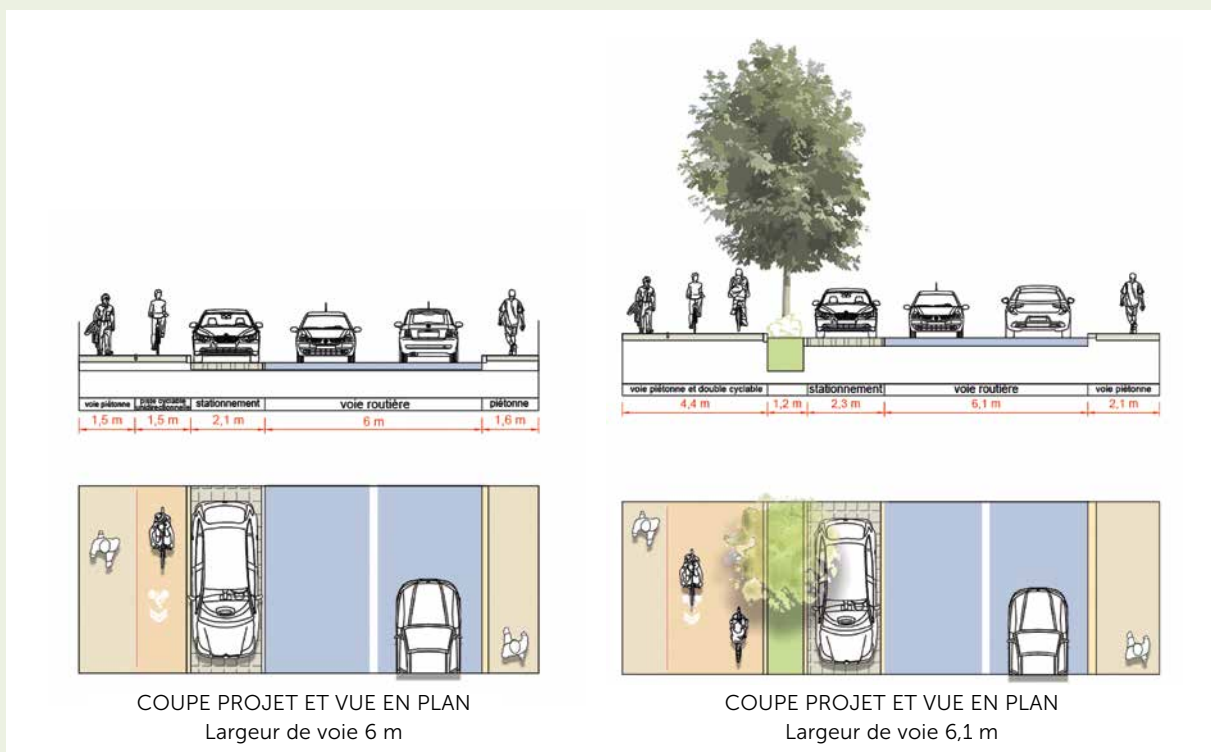 voie piétonne
piste cyclable
unidirectionnelle
stationnement
voie routière
piétonne
1,5 m
1,5 m
2,1 m
6 m
1,6 m
COUPE PROJET ET VUE EN PLAN
Largeur de voie 6 m
voie piétonne et double cyclable
stationnement
voie routière
voie piétonne
4,4 m
1,2 m
2,3 m
6,1 m
2,1 m
COUPE PROJET ET VUE EN PLAN
Largeur de voie 6,1 m